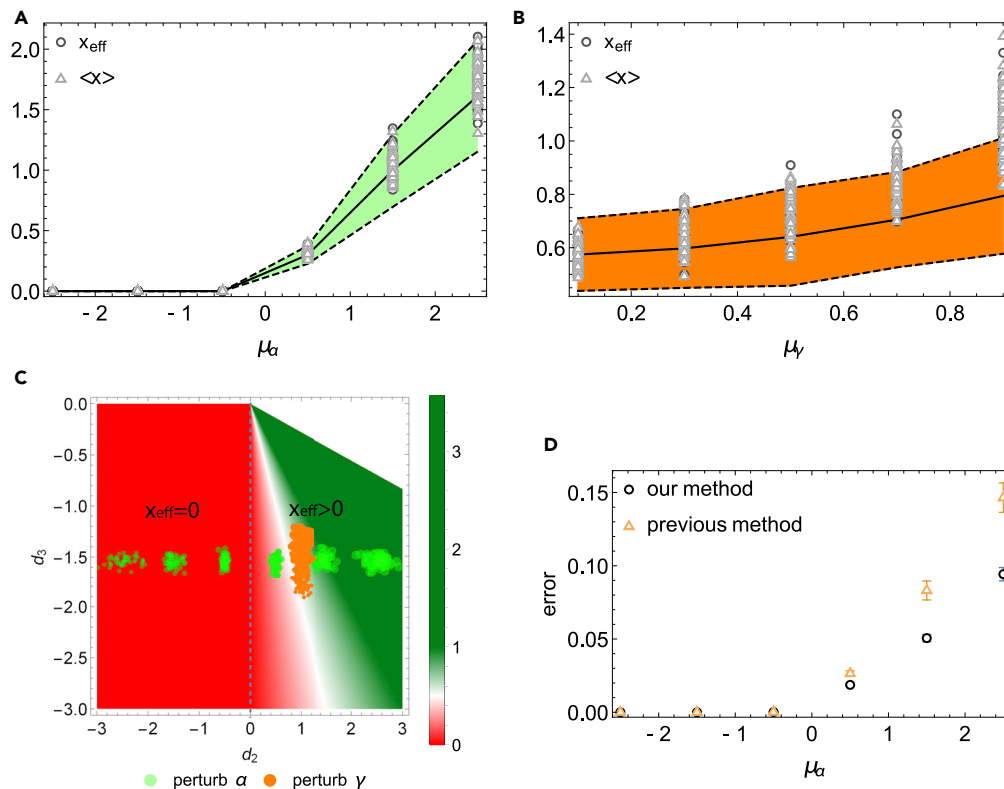 A
2.0
1.5
1.0
0.5
0.0
x_eff
<x>
- 2
- 1
0
1
2
μ_α
B
1.4
1.2
1.0
0.8
0.6
x_eff
<x>
0.2
0.4
0.6
0.8
μ_γ
C
0.0
−0.5
−1.0
−1.5
−2.0
−2.5
−3.0
d_3
x_eff=0
x_eff>0
−3
−2
−1
0
1
2
3
d_2
3
2
1
0
perturb α
perturb γ
D
0.15
0.10
0.05
0.00
error
our method
previous method
- 2
- 1
0
1
2
μ_α